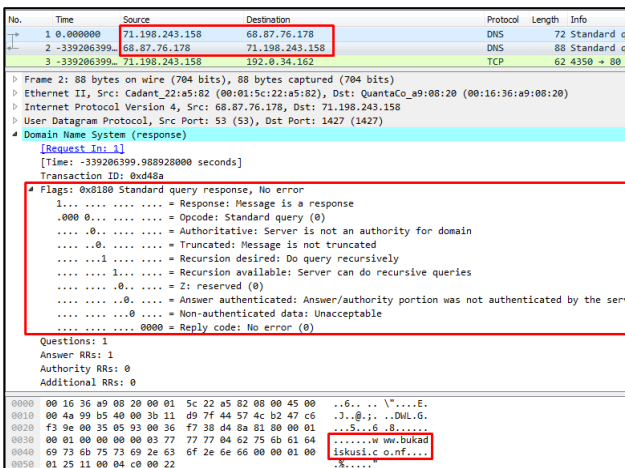 No. Time Source Destination Protocol Length Info
1 0.000000 71.198.243.158 68.87.76.178 DNS 72 Standard q
2 -339206399… 68.87.76.178 71.198.243.158 DNS 88 Standard q
3 -339206399… 71.198.243.158 192.0.34.162 TCP 62 4350 → 80
Frame 2: 88 bytes on wire (704 bits), 88 bytes captured (704 bits)
Ethernet II, Src: Cadant_22:a5:82 (00:01:5c:22:a5:82), Dst: QuantaCo_a9:08:20 (00:16:36:a9:08:20)
Internet Protocol Version 4, Src: 68.87.76.178, Dst: 71.198.243.158
User Datagram Protocol, Src Port: 53 (53), Dst Port: 1427 (1427)
Domain Name System (response)
[Request In: 1]
[Time: -339206399.988928000 seconds]
Transaction ID: 0xd48a
Flags: 0x8180 Standard query response, No error
1... .... .... .... = Response: Message is a response
.000 0... .... .... = Opcode: Standard query (0)
.... .0.. .... .... = Authoritative: Server is not an authority for domain
.... ..0. .... .... = Truncated: Message is not truncated
.... ...1 .... .... = Recursion desired: Do query recursively
.... .... 1... .... = Recursion available: Server can do recursive queries
.... .... .0.. .... = Z: reserved (0)
.... .... ..0. .... = Answer authenticated: Answer/authority portion was not authenticated by the serv
.... .... ...0 .... = Non-authenticated data: Unacceptable
.... .... .... 0000 = Reply code: No error (0)
Questions: 1
Answer RRs: 1
Authority RRs: 0
Additional RRs: 0
0000 00 16 36 a9 08 20 00 01 5c 22 a5 82 08 00 45 00 ..6.. .. \"....E.
0010 00 4a 99 b5 40 00 3b 11 d9 7f 44 57 4c b2 47 c6 .J..@.;. ..DWL.G.
0020 f3 9e 00 35 05 93 00 36 f7 38 d4 8a 81 80 00 01 ...5...6 .8......
0030 00 01 00 00 00 00 03 77 77 77 04 62 75 6b 61 64 .......w ww.bukad
0040 69 73 6b 75 73 69 2e 63 6f 2e 6e 66 00 00 01 00 iskusi.c o.nf....
0050 01 25 11 00 04 c0 00 22 .%....."